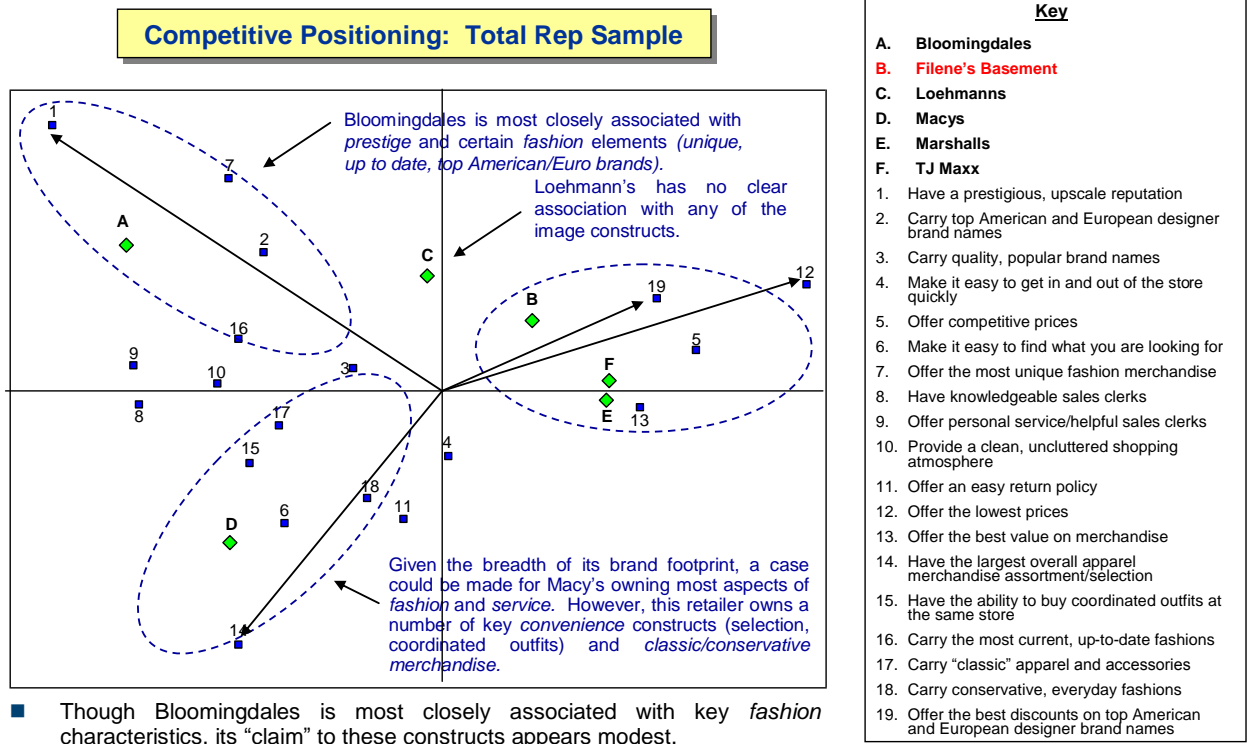 Competitive Positioning:  Total Rep Sample
Bloomingdales is most closely associated with
prestige and certain fashion elements (unique,
up to date, top American/Euro brands).
Loehmann's has no clear
association with any of the
image constructs.
1
7
A
2
C
12
19
B
16
5
9
3
10
F
8
E
13
17
4
15
18
6
11
D
14
Given the breadth of its brand footprint, a case
could be made for Macy's owning most aspects of
fashion and service.  However, this retailer owns a
number of key convenience constructs (selection,
coordinated outfits) and classic/conservative
merchandise.
Though Bloomingdales is most closely associated with key fashion
characteristics, its “claim” to these constructs appears modest.
Key
A. Bloomingdales
B. Filene's Basement
C. Loehmanns
D. Macys
E. Marshalls
F. TJ Maxx
1. Have a prestigious, upscale reputation
2. Carry top American and European designer
brand names
3. Carry quality, popular brand names
4. Make it easy to get in and out of the store
quickly
5. Offer competitive prices
6. Make it easy to find what you are looking for
7. Offer the most unique fashion merchandise
8. Have knowledgeable sales clerks
9. Offer personal service/helpful sales clerks
10. Provide a clean, uncluttered shopping
atmosphere
11. Offer an easy return policy
12. Offer the lowest prices
13. Offer the best value on merchandise
14. Have the largest overall apparel
merchandise assortment/selection
15. Have the ability to buy coordinated outfits at
the same store
16. Carry the most current, up-to-date fashions
17. Carry “classic” apparel and accessories
18. Carry conservative, everyday fashions
19. Offer the best discounts on top American
and European designer brand names